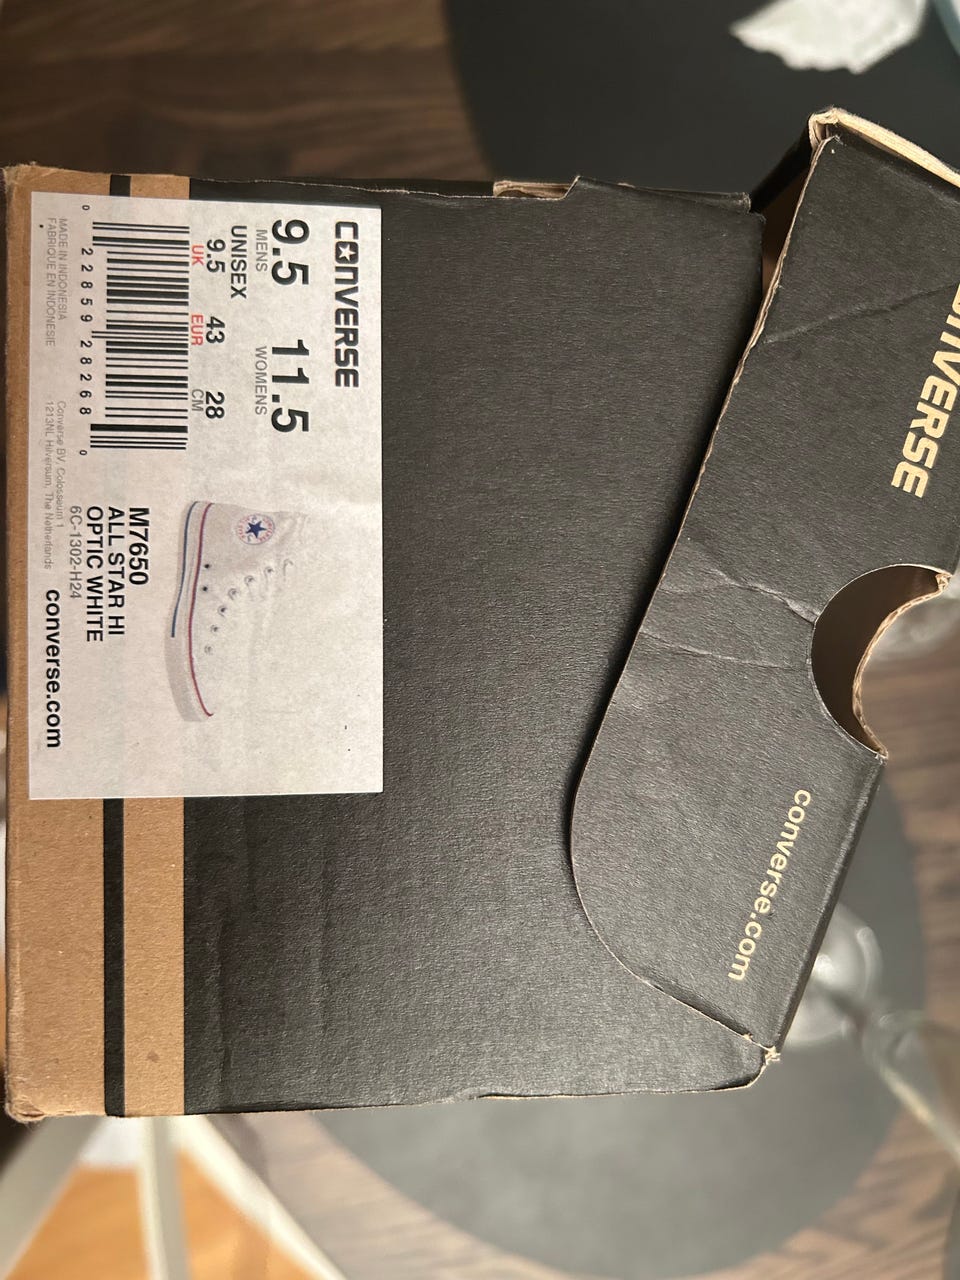 CONVERSE
9.5 11.5
MENS WOMENS
UNISEX
9.5 43 28
UK EUR CM
0 22859 28268 0
MADE IN INDONESIA
FABRIQUE EN INDONESIE
M7650
ALL STAR HI
OPTIC WHITE
6C-1302-H24
Converse BV, Colosseum 1
1213NL Hilversum, The Netherlands
converse.com
NVERSE
converse.com